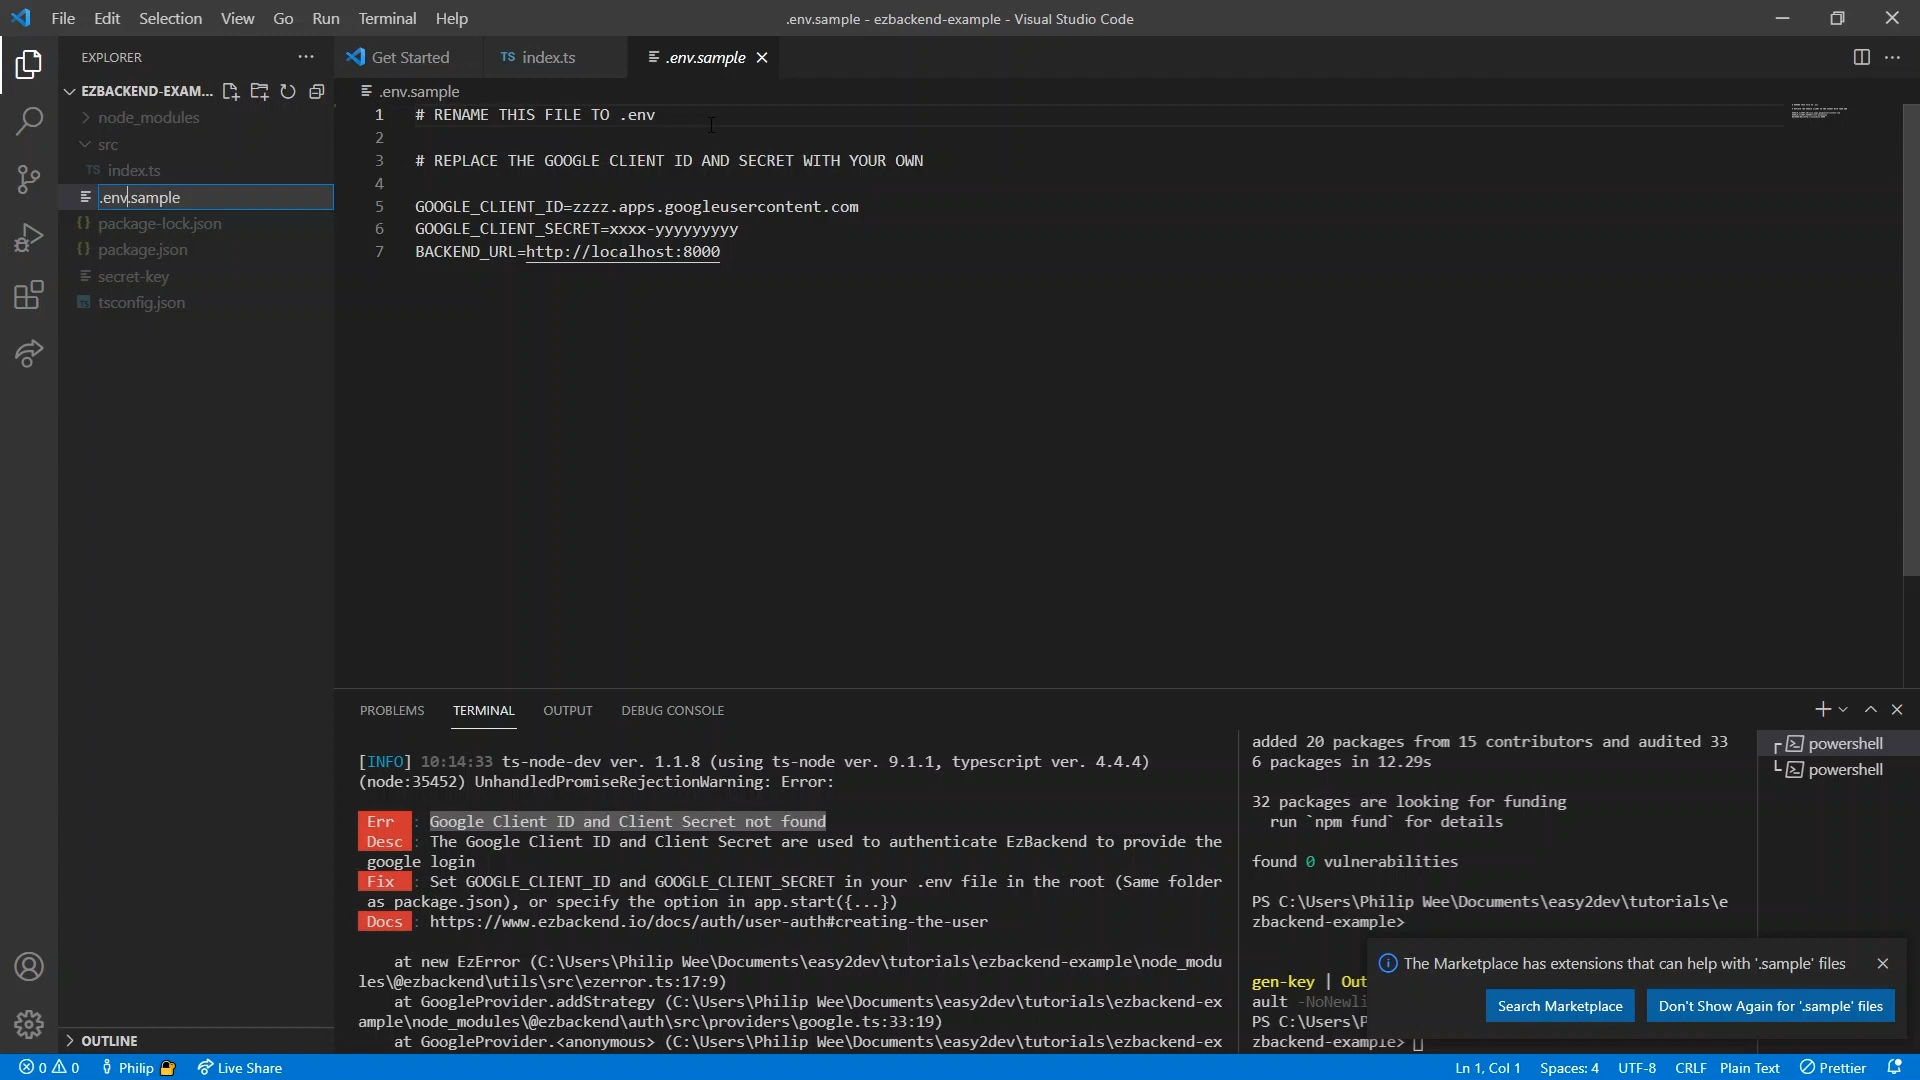 File Edit Selection View Go Run Terminal Help
.env.sample - ezbackend-example - Visual Studio Code
EXPLORER
EZBACKEND-EXAM...
node_modules
src
TS index.ts
.env.sample
package-lock.json
package.json
secret-key
tsconfig.json
OUTLINE
Get Started
TS index.ts
.env.sample
.env.sample
1 # RENAME THIS FILE TO .env
2
3 # REPLACE THE GOOGLE CLIENT ID AND SECRET WITH YOUR OWN
4
5 GOOGLE_CLIENT_ID=zzzz.apps.googleusercontent.com
6 GOOGLE_CLIENT_SECRET=xxxx-yyyyyyyyy
7 BACKEND_URL=http://localhost:8000
PROBLEMS TERMINAL OUTPUT DEBUG CONSOLE
[INFO] 10:14:33 ts-node-dev ver. 1.1.8 (using ts-node ver. 9.1.1, typescript ver. 4.4.4)
(node:35452) UnhandledPromiseRejectionWarning: Error:
Err : Google Client ID and Client Secret not found
Desc : The Google Client ID and Client Secret are used to authenticate EzBackend to provide the
google login
Fix : Set GOOGLE_CLIENT_ID and GOOGLE_CLIENT_SECRET in your .env file in the root (Same folder
as package.json), or specify the option in app.start({...})
Docs : https://www.ezbackend.io/docs/auth/user-auth#creating-the-user
at new EzError (C:\Users\Philip Wee\Documents\easy2dev\tutorials\ezbackend-example\node_modu
les\@ezbackend\utils\src\ezerror.ts:17:9)
at GoogleProvider.addStrategy (C:\Users\Philip Wee\Documents\easy2dev\tutorials\ezbackend-ex
ample\node_modules\@ezbackend\auth\src\providers\google.ts:33:19)
at GoogleProvider.<anonymous> (C:\Users\Philip Wee\Documents\easy2dev\tutorials\ezbackend-ex
added 20 packages from 15 contributors and audited 33
6 packages in 12.29s
32 packages are looking for funding
run `npm fund` for details
found 0 vulnerabilities
PS C:\Users\Philip Wee\Documents\easy2dev\tutorials\e
zbackend-example>
gen-key | Out
ault -NoNewli
PS C:\Users\P
zbackend-example>
powershell
powershell
The Marketplace has extensions that can help with '.sample' files
Search Marketplace
Don't Show Again for '.sample' files
0 0 Philip Live Share
Ln 1, Col 1 Spaces: 4 UTF-8 CRLF Plain Text Prettier